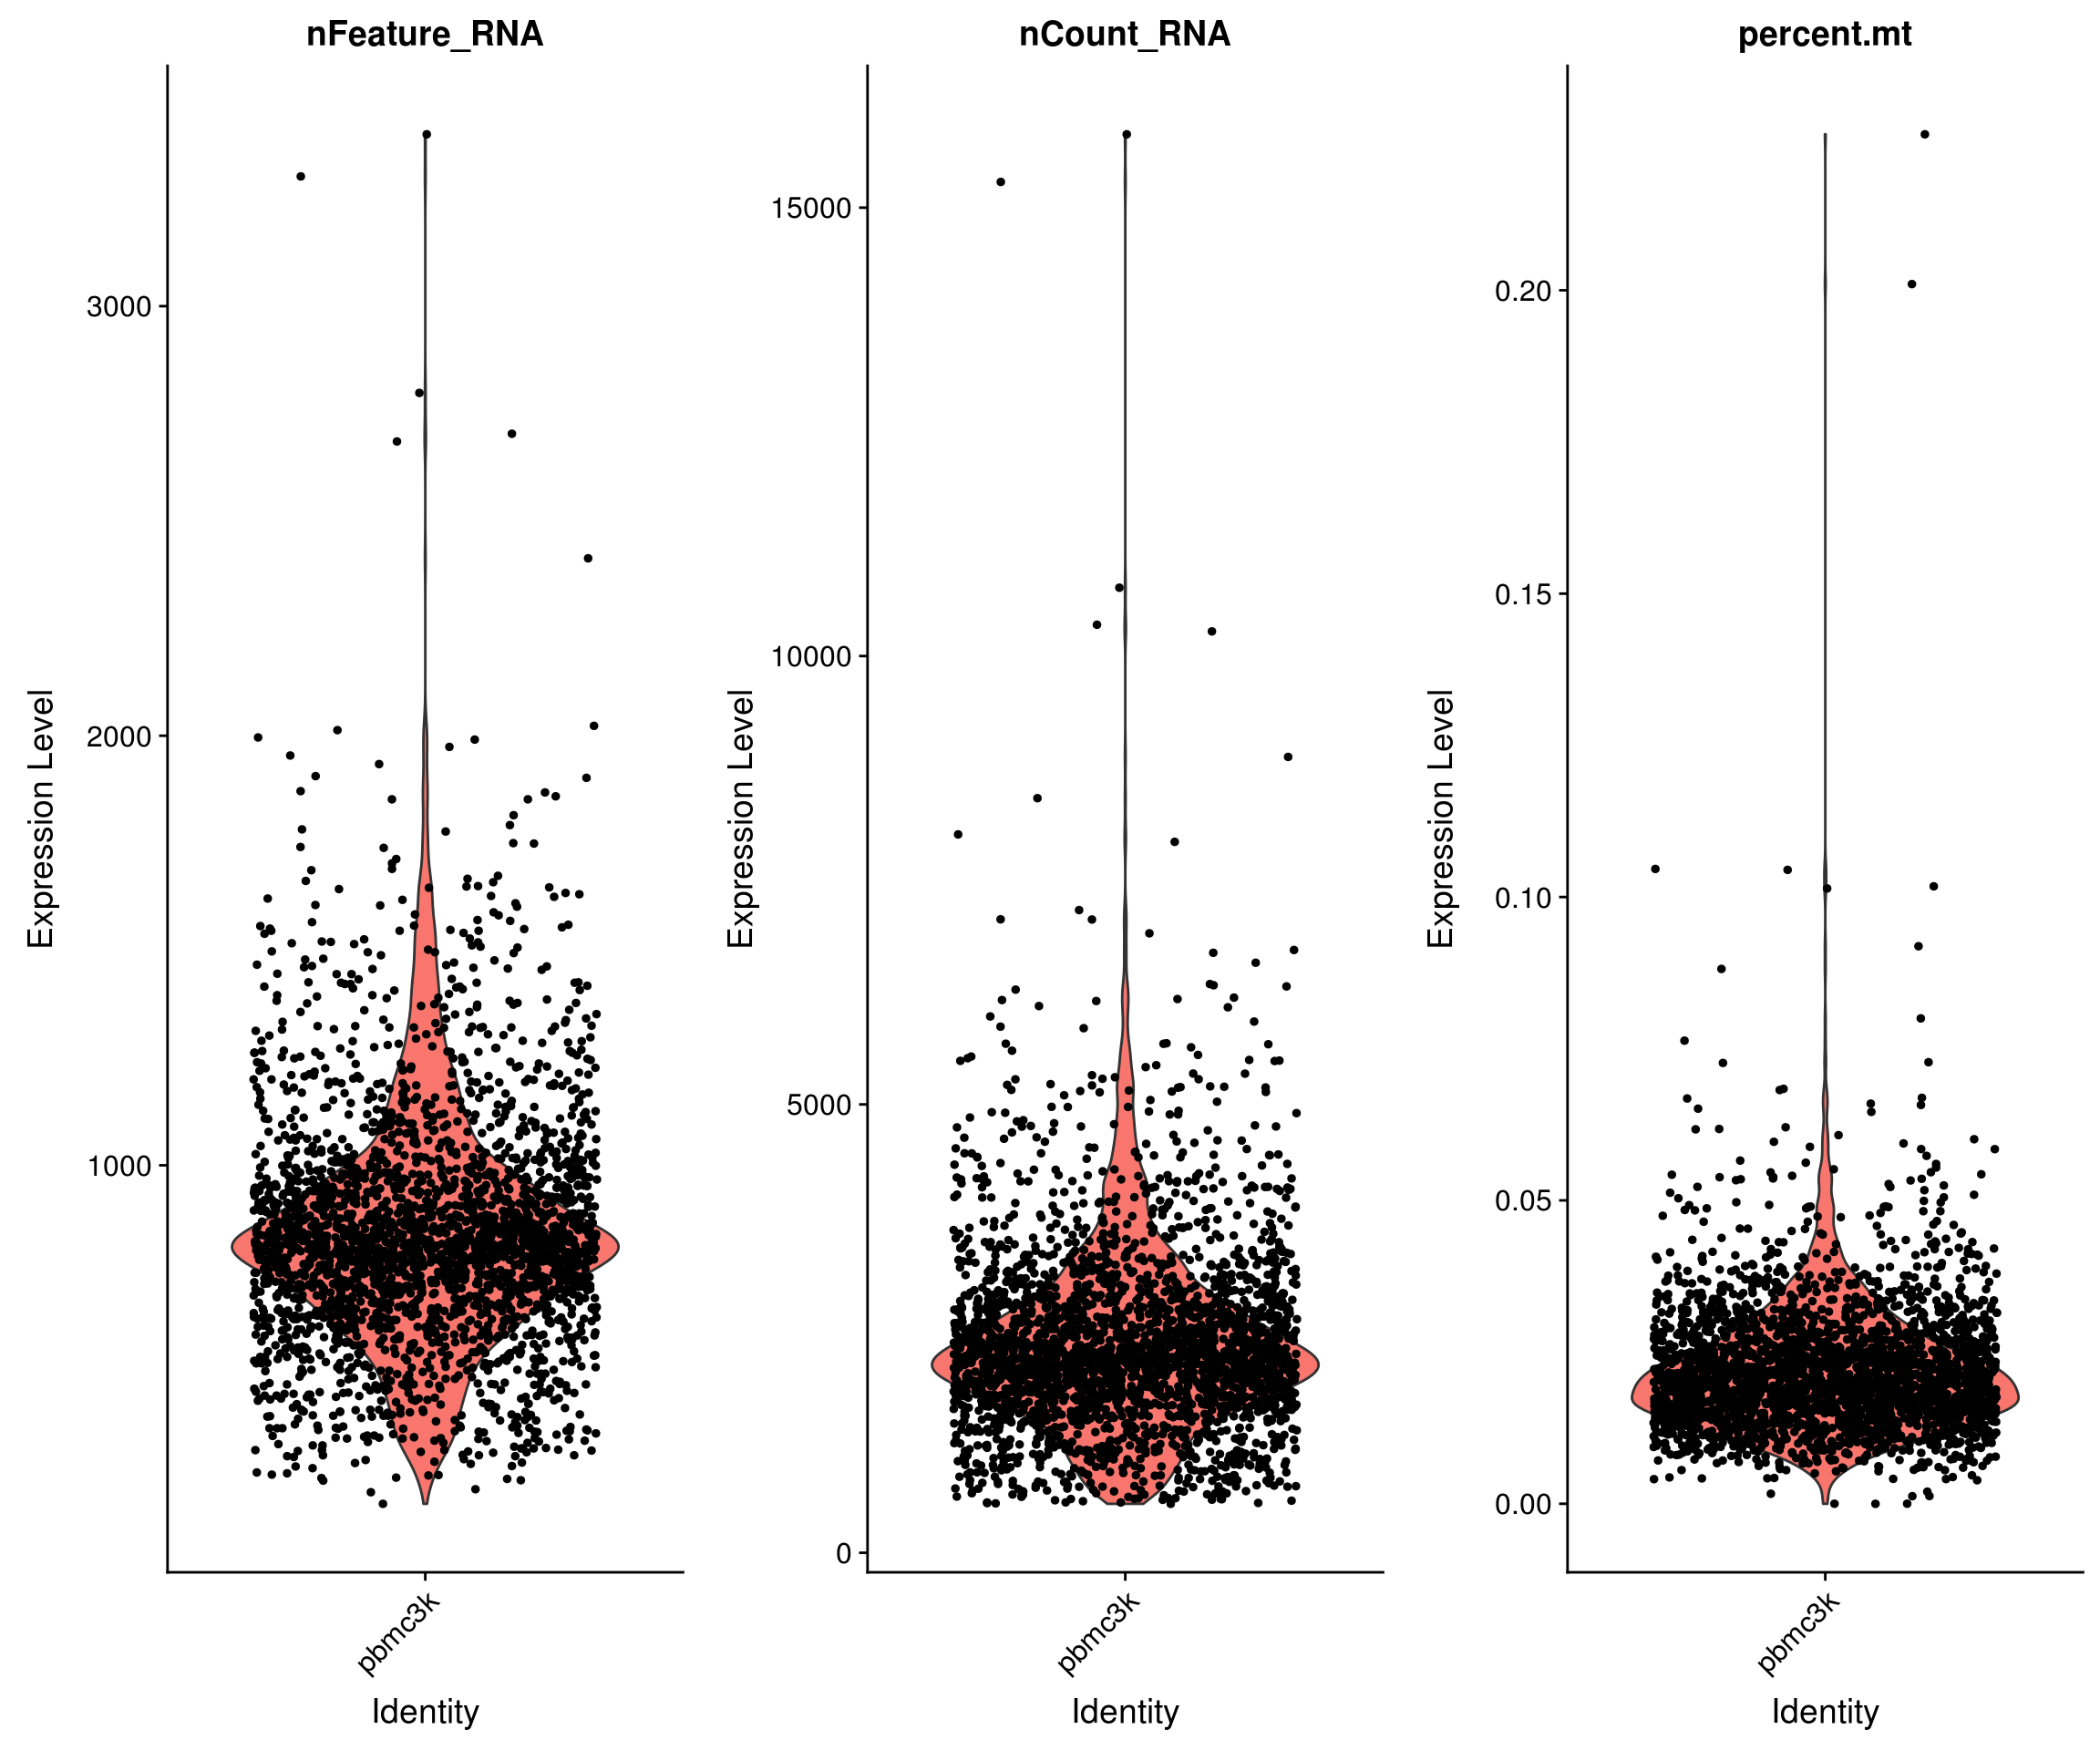 nFeature_RNA
Expression Level
3000
2000
1000
pbmc3k
Identity
nCount_RNA
Expression Level
15000
10000
5000
0
pbmc3k
Identity
percent.mt
Expression Level
0.20
0.15
0.10
0.05
0.00
pbmc3k
Identity